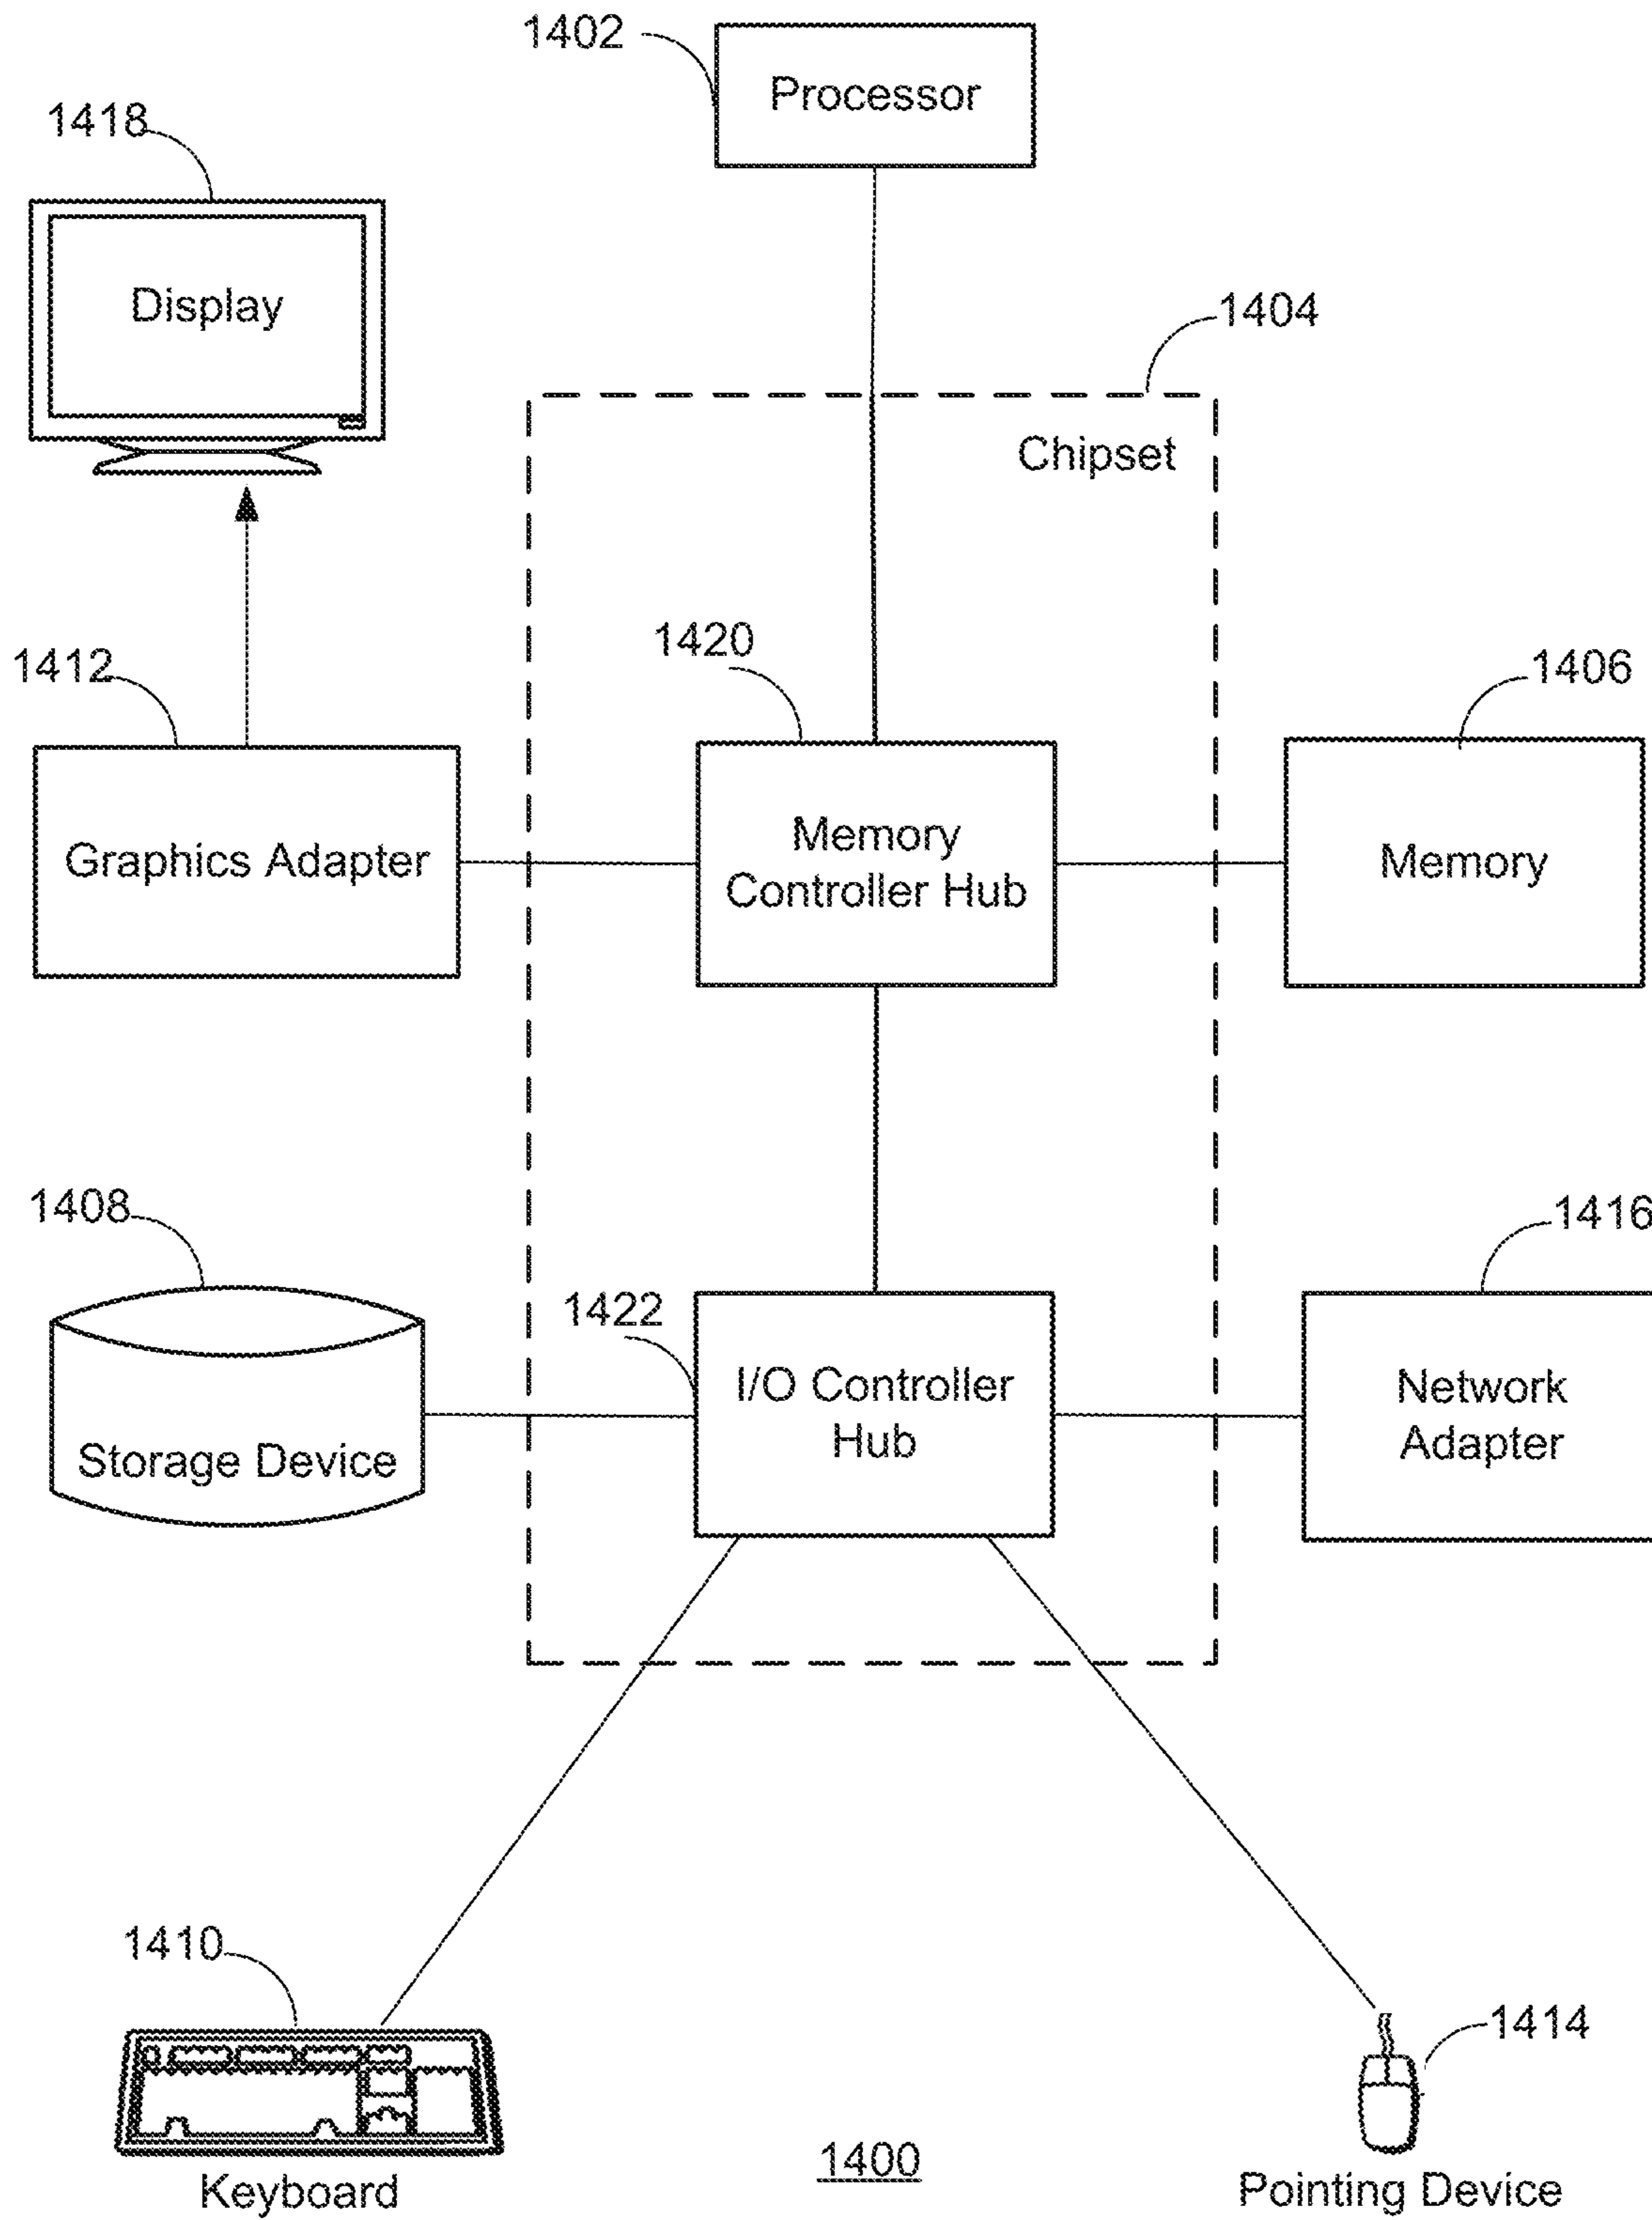 1402
Processor
1418
Display
1404
Chipset
1420
1412
1406
Graphics Adapter
Memory
Controller Hub
Memory
1408
1416
1422
Storage Device
I/O Controller
Hub
Network
Adapter
1410
1414
Keyboard
1400
Pointing Device